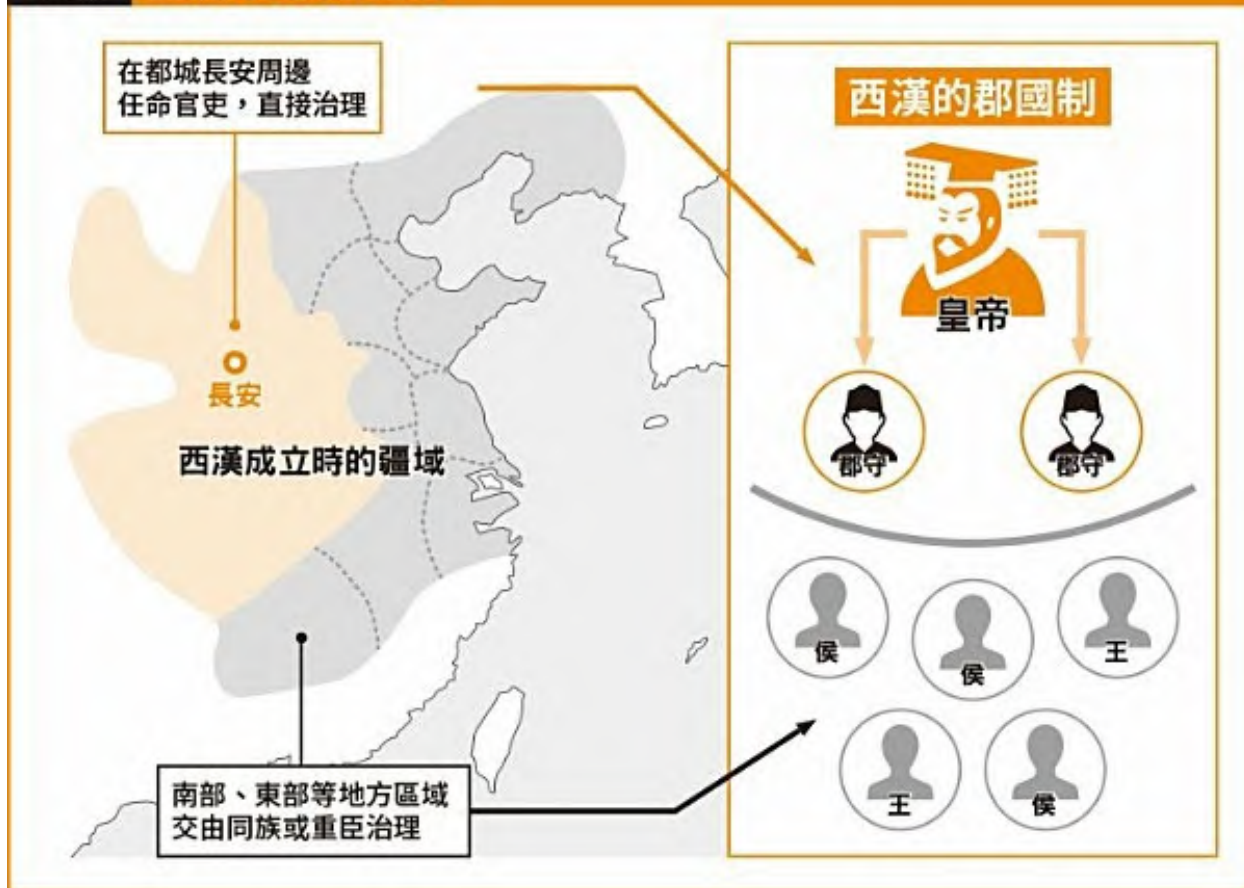 在都城長安周邊
任命官吏,直接治理
長安
西漢成立時的疆域
南部、東部等地方區域
交由同族或重臣治理
西漢的郡國制
皇帝
郡守
郡守
侯
侯
王
王
侯